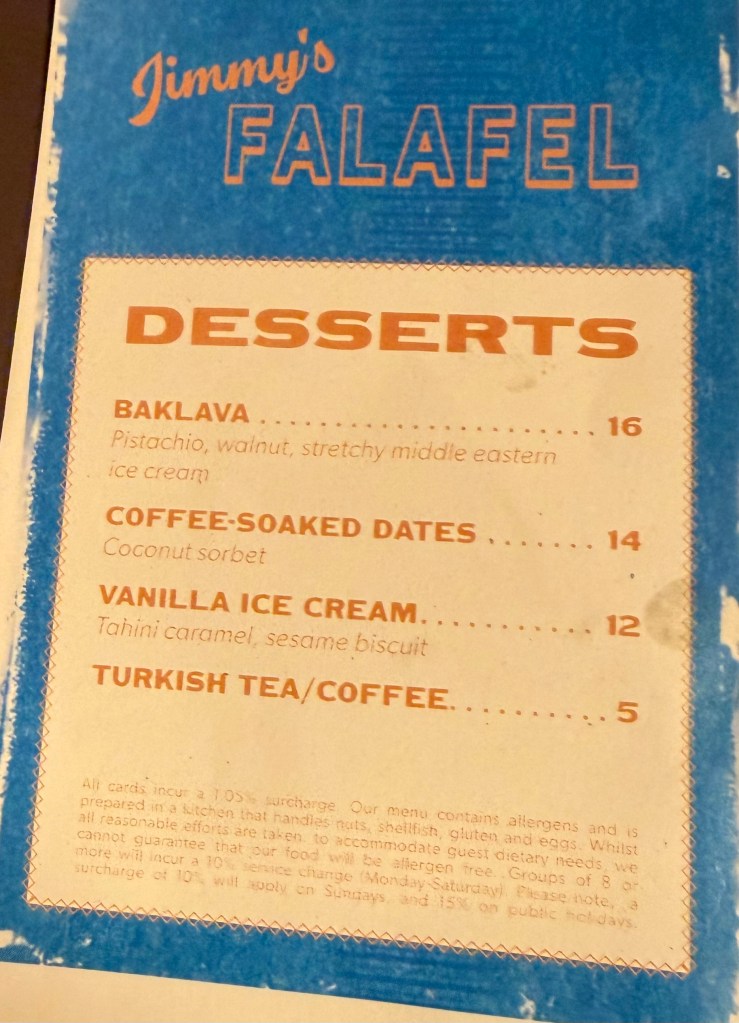 Jimmy's
FALAFEL
DESSERTS
BAKLAVA ....................... 16
Pistachio, walnut, stretchy middle eastern
ice cream
COFFEE-SOAKED DATES ....... 14
Coconut sorbet
VANILLA ICE CREAM........... 12
Tahini caramel, sesame biscuit
TURKISH TEA/COFFEE.......... 5
All cards incur a 1.05% surcharge. Our menu contains allergens and is
prepared in a kitchen that handles nuts, shellfish, gluten and eggs. Whilst
all reasonable efforts are taken to accommodate guest dietary needs, we
cannot guarantee that our food will be allergen free. Groups of 8 or
more will incur a 10% service change (Monday-Saturday). Please note, a
surcharge of 10% will apply on Sundays, and 15% on public holidays.